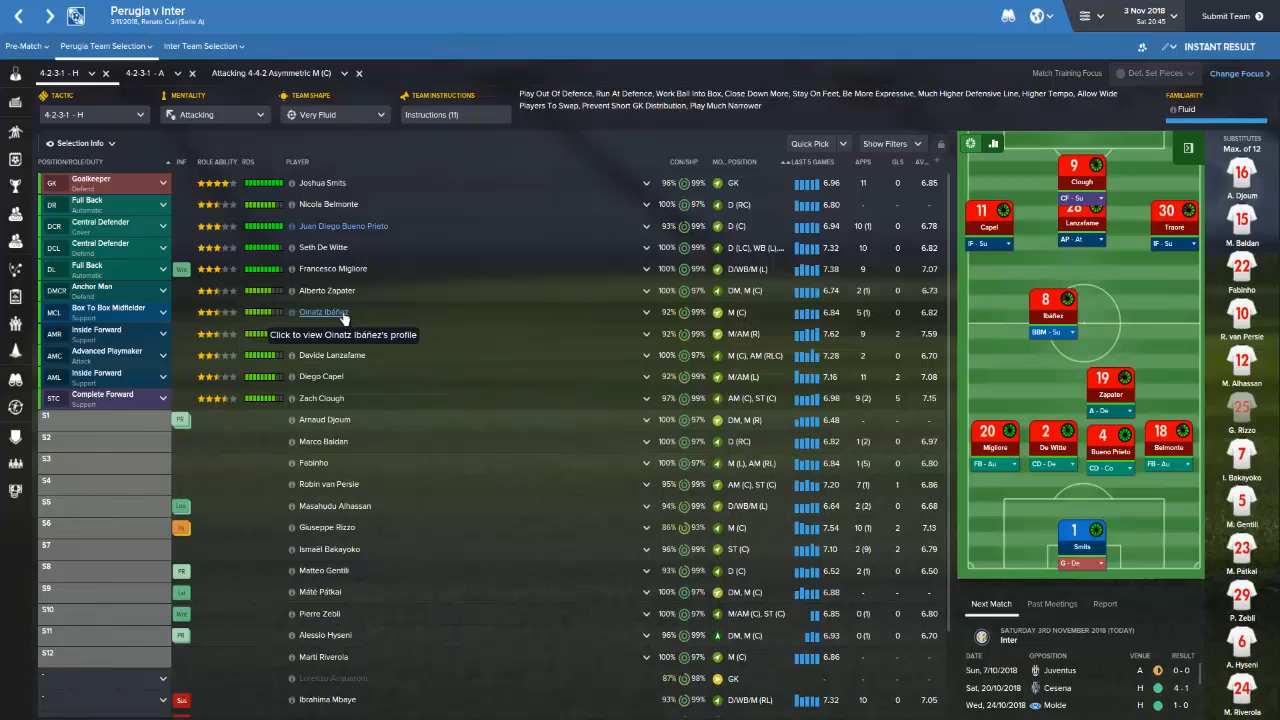 Perugia v Inter
3/11/2018, Renato Curi (Serie A)
3 Nov 2018
Sat 20:45
Submit Team
Pre-Match
Perugia Team Selection
Inter Team Selection
INSTANT RESULT
4-2-3-1 - H
4-2-3-1 - A
Attacking 4-4-2 Asymmetric M (C)
Match Training Focus
Def. Set Pieces
Change Focus >
TACTIC
MENTALITY
TEAM SHAPE
TEAM INSTRUCTIONS
4-2-3-1 - H
Attacking
Very Fluid
Instructions (11)
Play Out Of Defence, Run At Defence, Work Ball Into Box, Close Down More, Stay On Feet, Be More Expressive, Much Higher Defensive Line, Higher Tempo, Allow Wide
Players To Swap, Prevent Short GK Distribution, Play Much Narrower
FAMILIARITY
Fluid
Selection Info
Quick Pick
Show Filters
POSITION/ROLE/DUTY INF ROLE ABILITY RDS PLAYER CON/SHP MO... POSITION LAST 5 GAMES APPS GLS AV...
GK Goalkeeper Defend Joshua Smits 96% 99% GK 6.96 11 0 6.85
DR Full Back Automatic Nicola Belmonte 100% 97% D (RC) 6.80 - - -
DCR Central Defender Cover Juan Diego Bueno Prieto 93% 99% D (C) 6.94 10 (1) 0 6.78
DCL Central Defender Defend Seth De Witte 100% 99% D (LC), WB (L),... 7.32 10 0 6.82
DL Full Back Automatic Win Francesco Migliore 100% 99% D/WB/M (L) 7.38 9 0 7.07
DMCR Anchor Man Defend Alberto Zapater 100% 97% DM, M (C) 6.74 2 (1) 0 6.73
MCL Box To Box Midfielder Support Oinatz Ibáñez 92% 97% M (C) 6.84 5 (1) 0 6.82
AMR Inside Forward Support 92% 97% M/AM (R) 7.62 9 2 7.59
Click to view Oinatz Ibáñez's profile
AMC Advanced Playmaker Attack Davide Lanzafame 100% 97% M (C), AM (RLC) 7.28 2 0 6.70
AML Inside Forward Support Diego Capel 92% 97% M/AM (L) 7.16 11 2 7.08
STC Complete Forward Support Zach Clough 97% 99% AM (C), ST (C) 6.98 9 (2) 5 7.15
S1 PR Arnaud Djoum 100% 97% DM, M (C) 6.48 - - -
S2 Marco Baldan 100% 97% D (RC) 6.82 1 (2) 0 6.97
S3 Fabinho 100% 97% M (L), AM (RL) 6.84 1 (5) 0 6.80
S4 Robin van Persie 95% 99% AM (C), ST (C) 7.20 7 (1) 1 6.86
S5 Masahudu Alhassan 94% 99% D/WB/M (L) 6.64 2 (2) 0 6.68
S6 Inj Giuseppe Rizzo 86% 93% M (C) 7.54 10 (1) 2 7.13
S7 Ismaël Bakayoko 96% 99% ST (C) 7.10 2 (9) 2 6.79
S8 PR Matteo Gentili 93% 99% D (C) 6.52 2 (1) 0 6.50
S9 Máté Pátkai 92% 97% DM, M (C) 6.88 - - -
S10 Wnt Pierre Zebli 92% 97% M/AM (C), ST (C) 6.85 0 (1) 0 6.80
S11 PR Alessio Hyseni 96% 99% DM, M (C) 6.93 0 (1) 0 6.70
S12 Martí Riverola 100% 97% M (C) 6.86 - - -
- Lorenzo Acquaroni 87% 98% GK - - -
- Sus Ibrahima Mbaye 100% 99% D/WB/M (RL) 7.32 10 0 7.05
9
Clough
CF - Su
11
Capel
IF - Su
28
Lanzafame
AP - At
30
Traoré
IF - Su
8
Ibáñez
BBM - Su
19
Zapater
A - De
20
Migliore
FB - Au
2
De Witte
CD - De
4
Bueno Prieto
CD - Co
18
Belmonte
FB - Au
1
Smits
G - De
SUBSTITUTES
Max. of 12
16
A. Djoum
15
M. Baldan
22
Fabinho
10
R. van Persie
12
M. Alhassan
25
G. Rizzo
7
I. Bakayoko
5
M. Gentili
23
M. Pátkai
29
P. Zebli
6
A. Hyseni
24
M. Riverola
Next Match
Past Meetings
Report
SATURDAY 3RD NOVEMBER 2018 (TODAY)
Inter
DATE OPPOSITION VENUE RESULT
Sun, 7/10/2018 Juventus A 0 - 0
Sat, 20/10/2018 Cesena H 4 - 1
Wed, 24/10/2018 Molde H 1 - 0